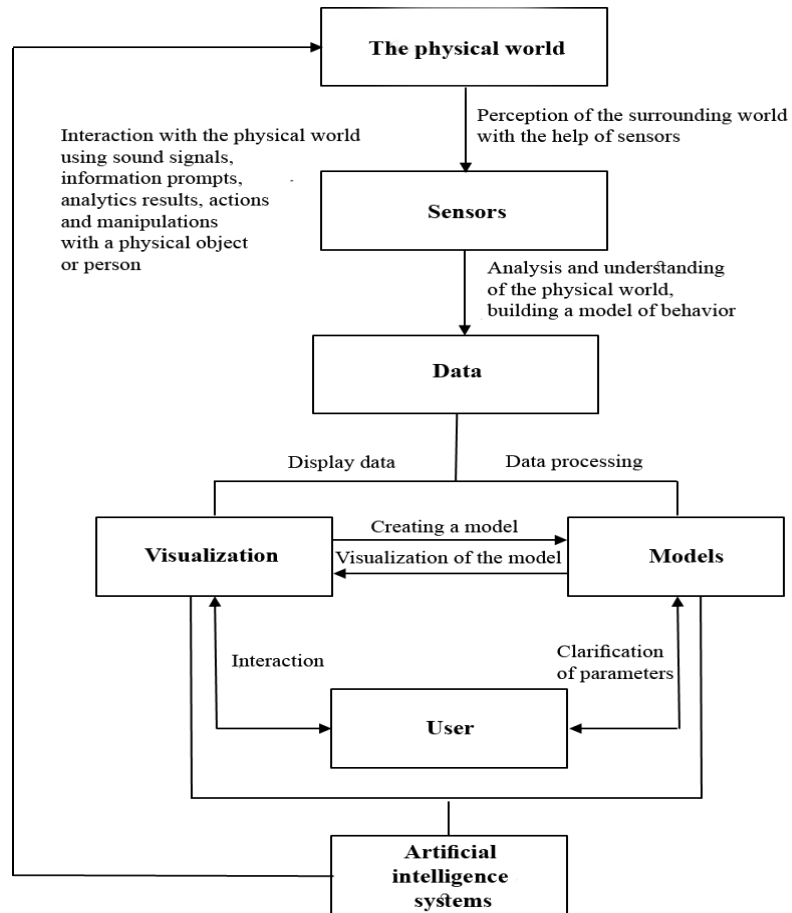 The physical world
Perception of the surrounding world
with the help of sensors
Interaction with the physical world
using sound signals,
information prompts,
analytics results, actions
and manipulations
with a physical object
or person
Sensors
Analysis and understanding
of the physical world,
building a model of behavior
Data
Display data
Data processing
Visualization
Creating a model
Visualization of the model
Models
Interaction
Clarification
of parameters
User
Artificial
intelligence
systems